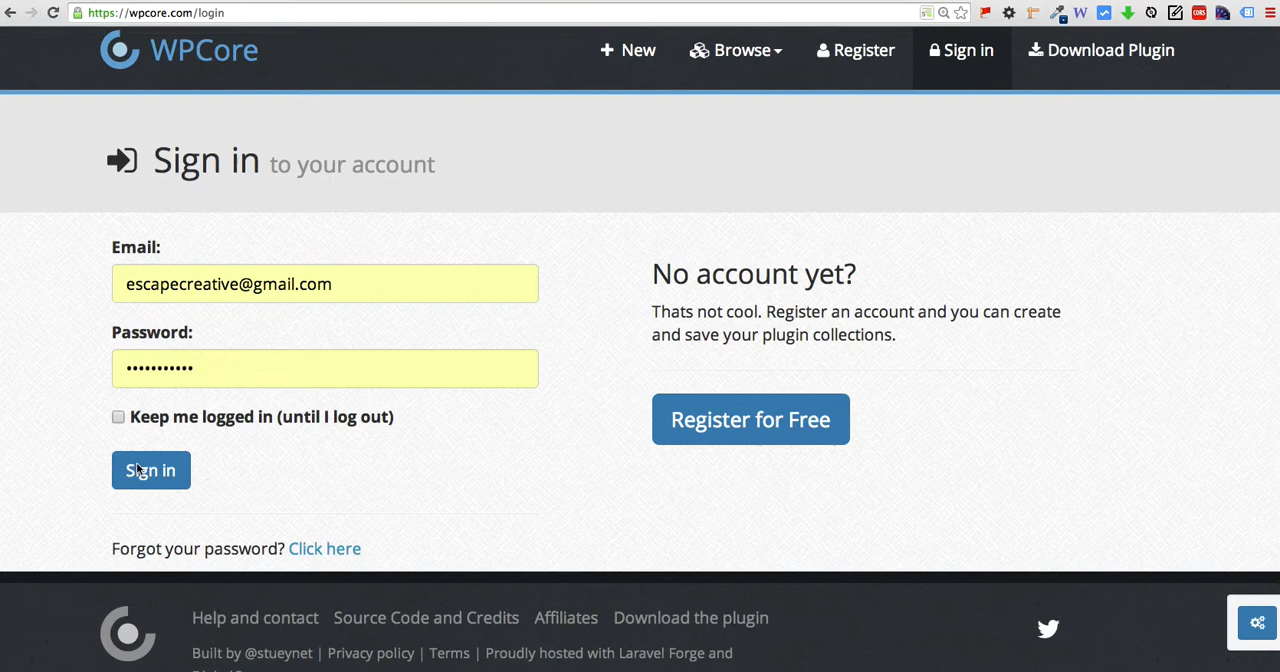 https://wpcore.com/login
W
CORS
WPCore
New
Browse
Register
Sign in
Download Plugin
Sign in to your account
Email:
escapecreative@gmail.com
Password:
•••••••••••
Keep me logged in (until I log out)
Sign in
Forgot your password? Click here
No account yet?
Thats not cool. Register an account and you can create
and save your plugin collections.
Register for Free
Help and contact
Source Code and Credits
Affiliates
Download the plugin
Built by @stueynet | Privacy policy | Terms | Proudly hosted with Laravel Forge and